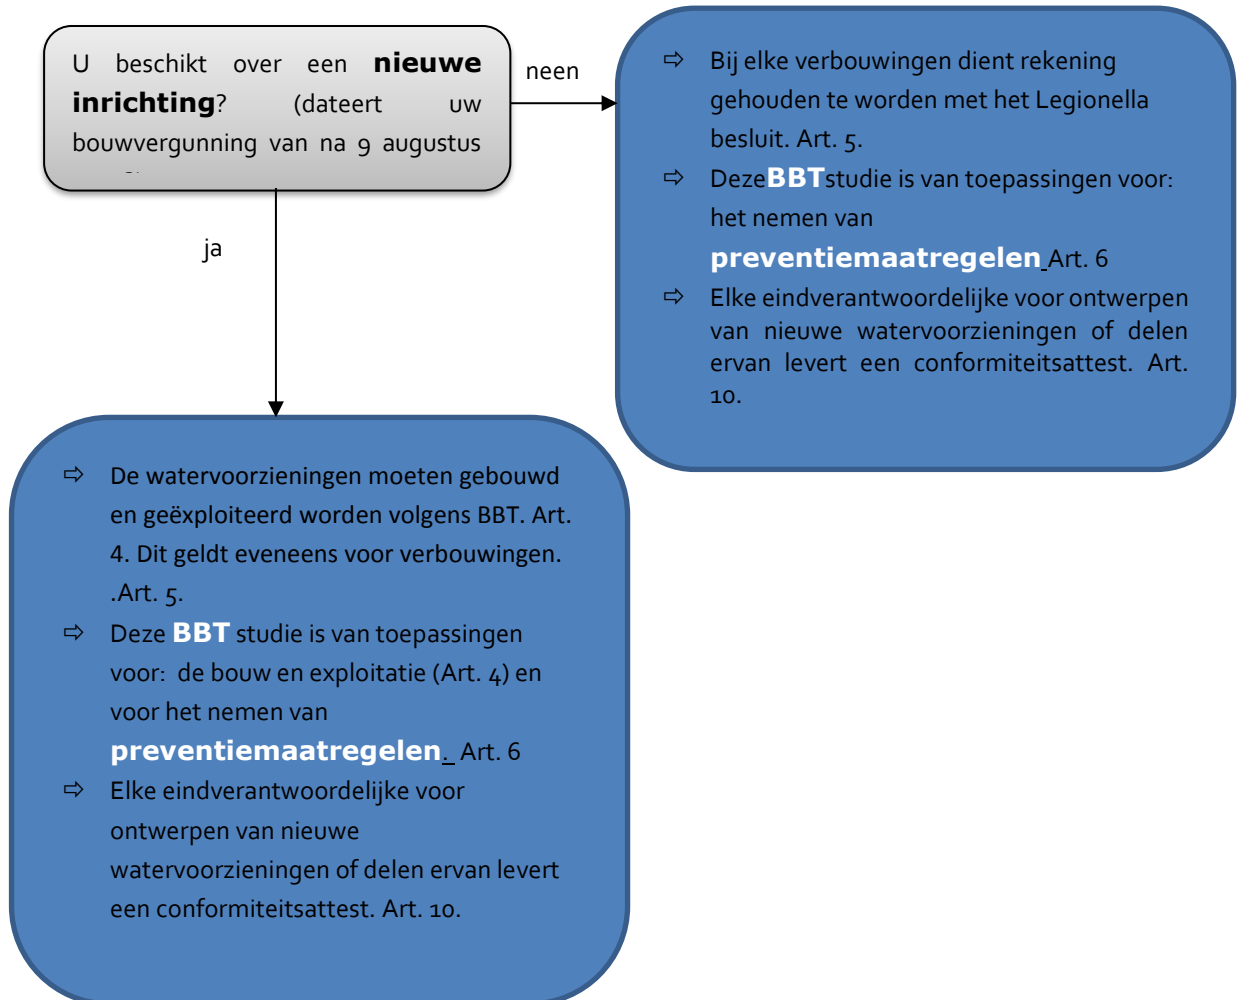 U beschikt over een nieuwe
inrichting? (dateert uw
bouwvergunning van na 9 augustus
neen
ja
⇨ Bij elke verbouwingen dient rekening
gehouden te worden met het Legionella
besluit. Art. 5.
⇨ DezeBBTstudie is van toepassingen voor:
het nemen van
preventiemaatregelen Art. 6
⇨ Elke eindverantwoordelijke voor ontwerpen
van nieuwe watervoorzieningen of delen
ervan levert een conformiteitsattest. Art.
10.
⇨ De watervoorzieningen moeten gebouwd
en geëxploiteerd worden volgens BBT. Art.
4. Dit geldt eveneens voor verbouwingen.
.Art. 5.
⇨ Deze BBT studie is van toepassingen
voor: de bouw en exploitatie (Art. 4) en
voor het nemen van
preventiemaatregelen. Art. 6
⇨ Elke eindverantwoordelijke voor
ontwerpen van nieuwe
watervoorzieningen of delen ervan levert
een conformiteitsattest. Art. 10.